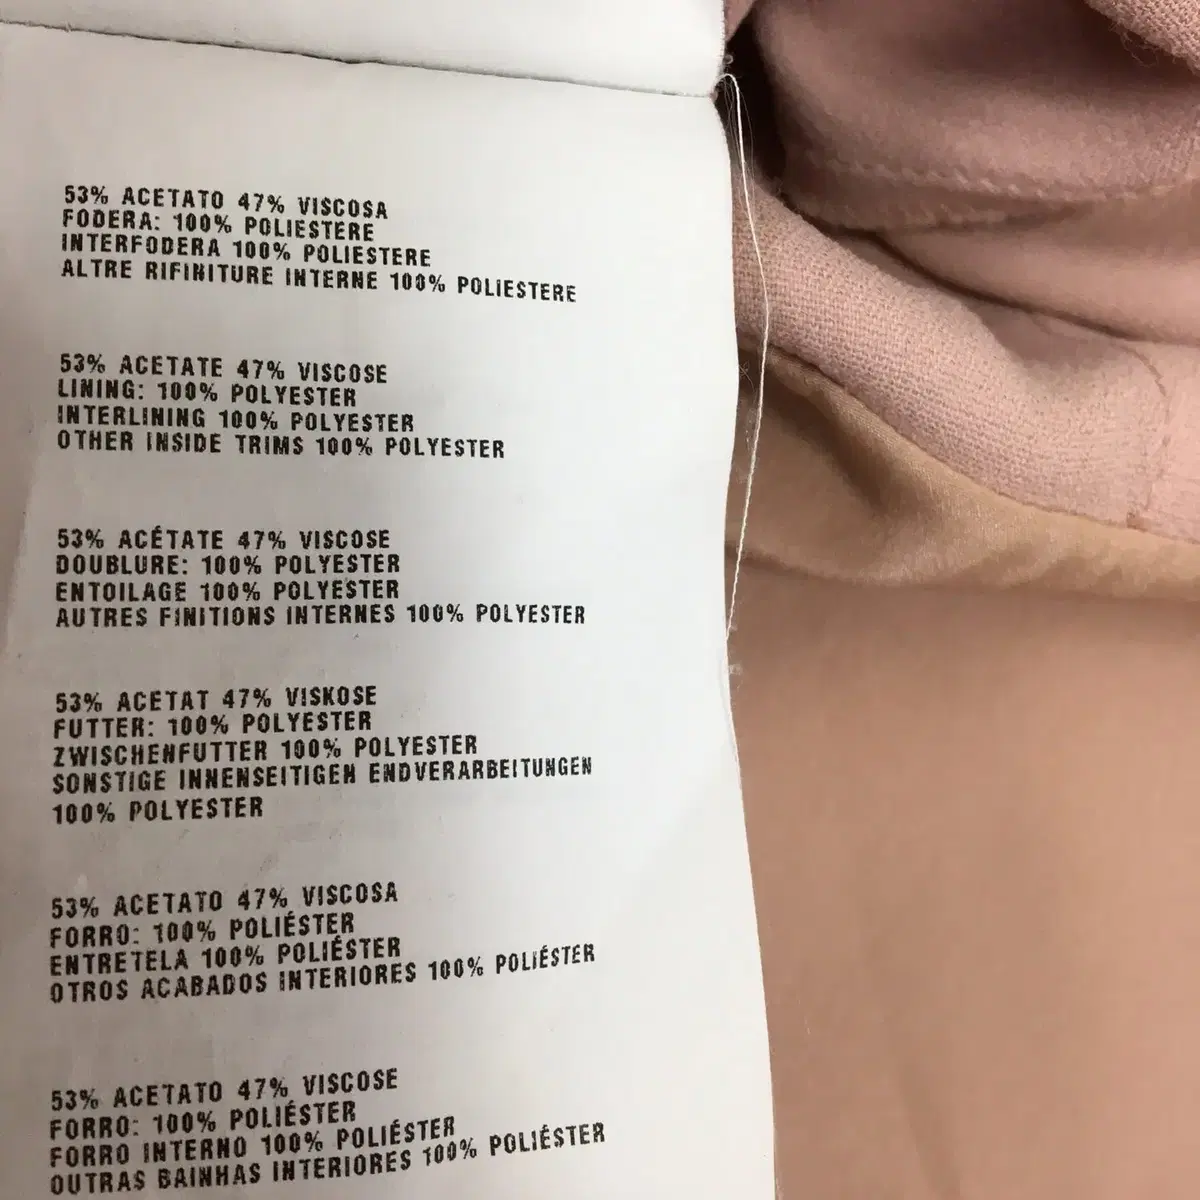 53% ACETATO 47% VISCOSA
FODERA: 100% POLIESTERE
INTERFODERA 100% POLIESTERE
ALTRE RIFINITURE INTERNE 100% POLIESTERE
53% ACETATE 47% VISCOSE
LINING: 100% POLYESTER
INTERLINING 100% POLYESTER
OTHER INSIDE TRIMS 100% POLYESTER
53% ACÉTATE 47% VISCOSE
DOUBLURE: 100% POLYESTER
ENTOILAGE 100% POLYESTER
AUTRES FINITIONS INTERNES 100% POLYESTER
53% ACETAT 47% VISKOSE
FUTTER: 100% POLYESTER
ZWISCHENFUTTER 100% POLYESTER
SONSTIGE INNENSEITIGEN ENDVERARBEITUNGEN
100% POLYESTER
53% ACETATO 47% VISCOSA
FORRO: 100% POLIÉSTER
ENTRETELA 100% POLIÉSTER
OTROS ACABADOS INTERIORES 100% POLIÉSTER
53% ACETATO 47% VISCOSE
FORRO: 100% POLIÉSTER
FORRO INTERNO 100% POLIÉSTER
OUTRAS BAINHAS INTERIORES 100% POLIÉSTER